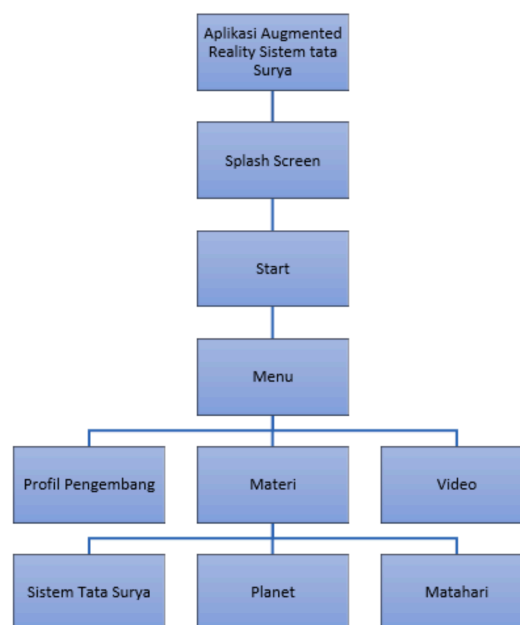 Aplikasi Augmented
Reality Sistem tata
Surya
Splash Screen
Start
Menu
Profil Pengembang
Materi
Video
Sistem Tata Surya
Planet
Matahari